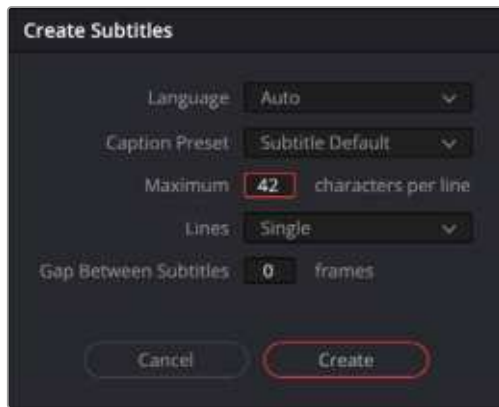 Create Subtitles
Language Auto
Caption Preset Subtitle Default
Maximum 42 characters per line
Lines Single
Gap Between Subtitles 0 frames
Cancel Create